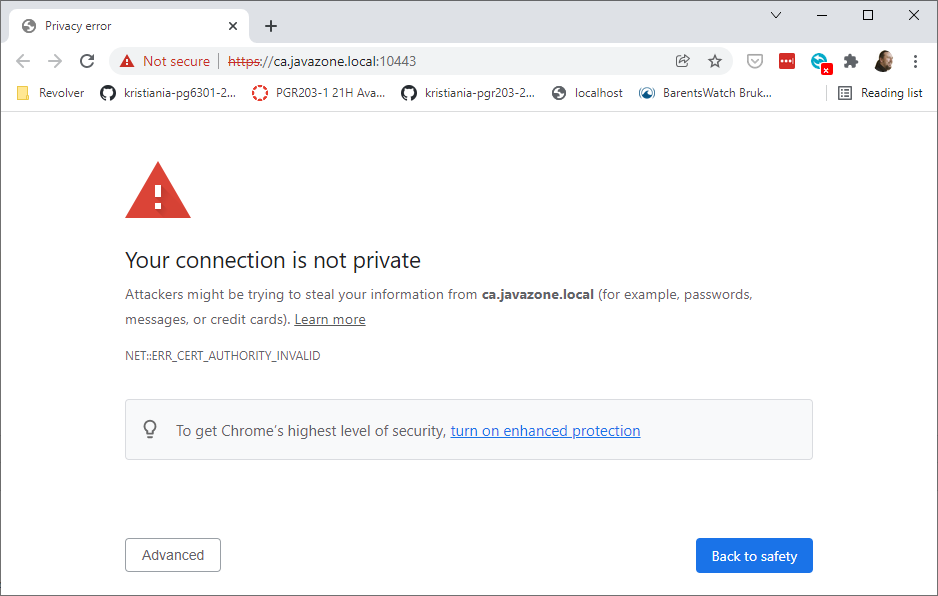 Privacy error
Not secure https://ca.javazone.local:10443
Revolver kristiania-pg6301-2... PGR203-1 21H Ava... kristiania-pgr203-2... localhost BarentsWatch Bruk... Reading list
Your connection is not private
Attackers might be trying to steal your information from ca.javazone.local (for example, passwords,
messages, or credit cards). Learn more
NET::ERR_CERT_AUTHORITY_INVALID
To get Chrome's highest level of security, turn on enhanced protection
Advanced Back to safety